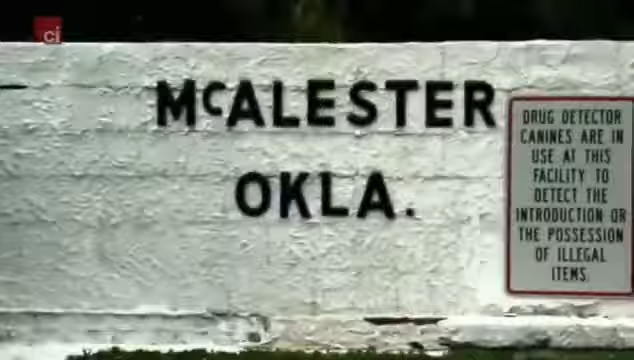 ci
McALESTER
OKLA.
DRUG DETECTOR
CANINES ARE IN
USE AT THIS
FACILITY TO
DETECT THE
INTRODUCTION OR
THE POSSESSION
OF ILLEGAL
ITEMS.